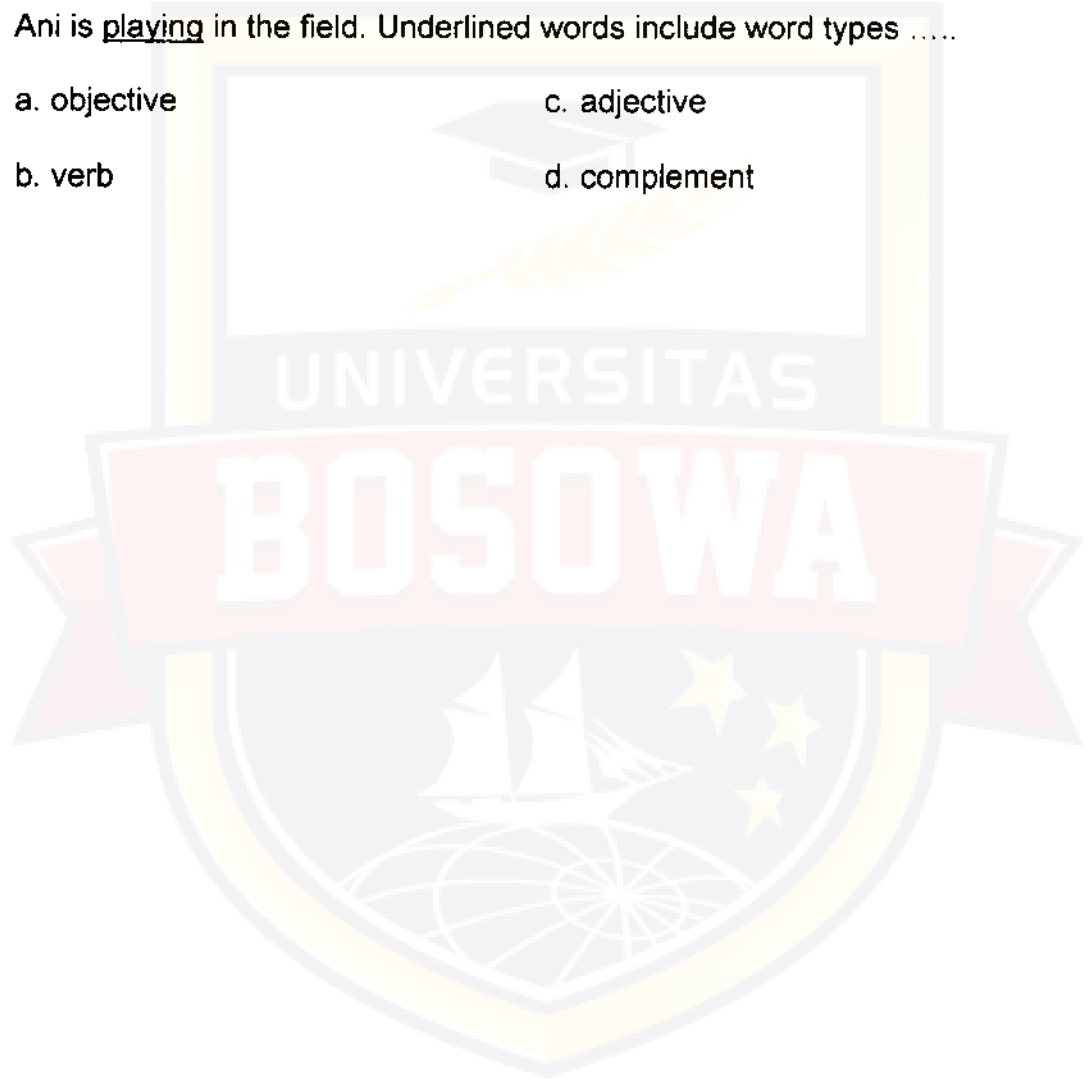 Ani is playing in the field. Underlined words include word types .....
a. objective c. adjective
b. verb d. complement
UNIVERSITAS
BOSOWA